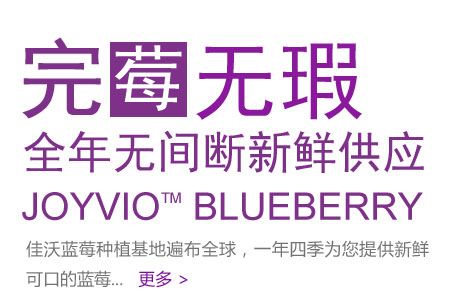 完莓无瑕
全年无间断新鲜供应
JOYVIO™ BLUEBERRY
佳沃蓝莓种植基地遍布全球，一年四季为您提供新鲜
可口的蓝莓... 更多 >